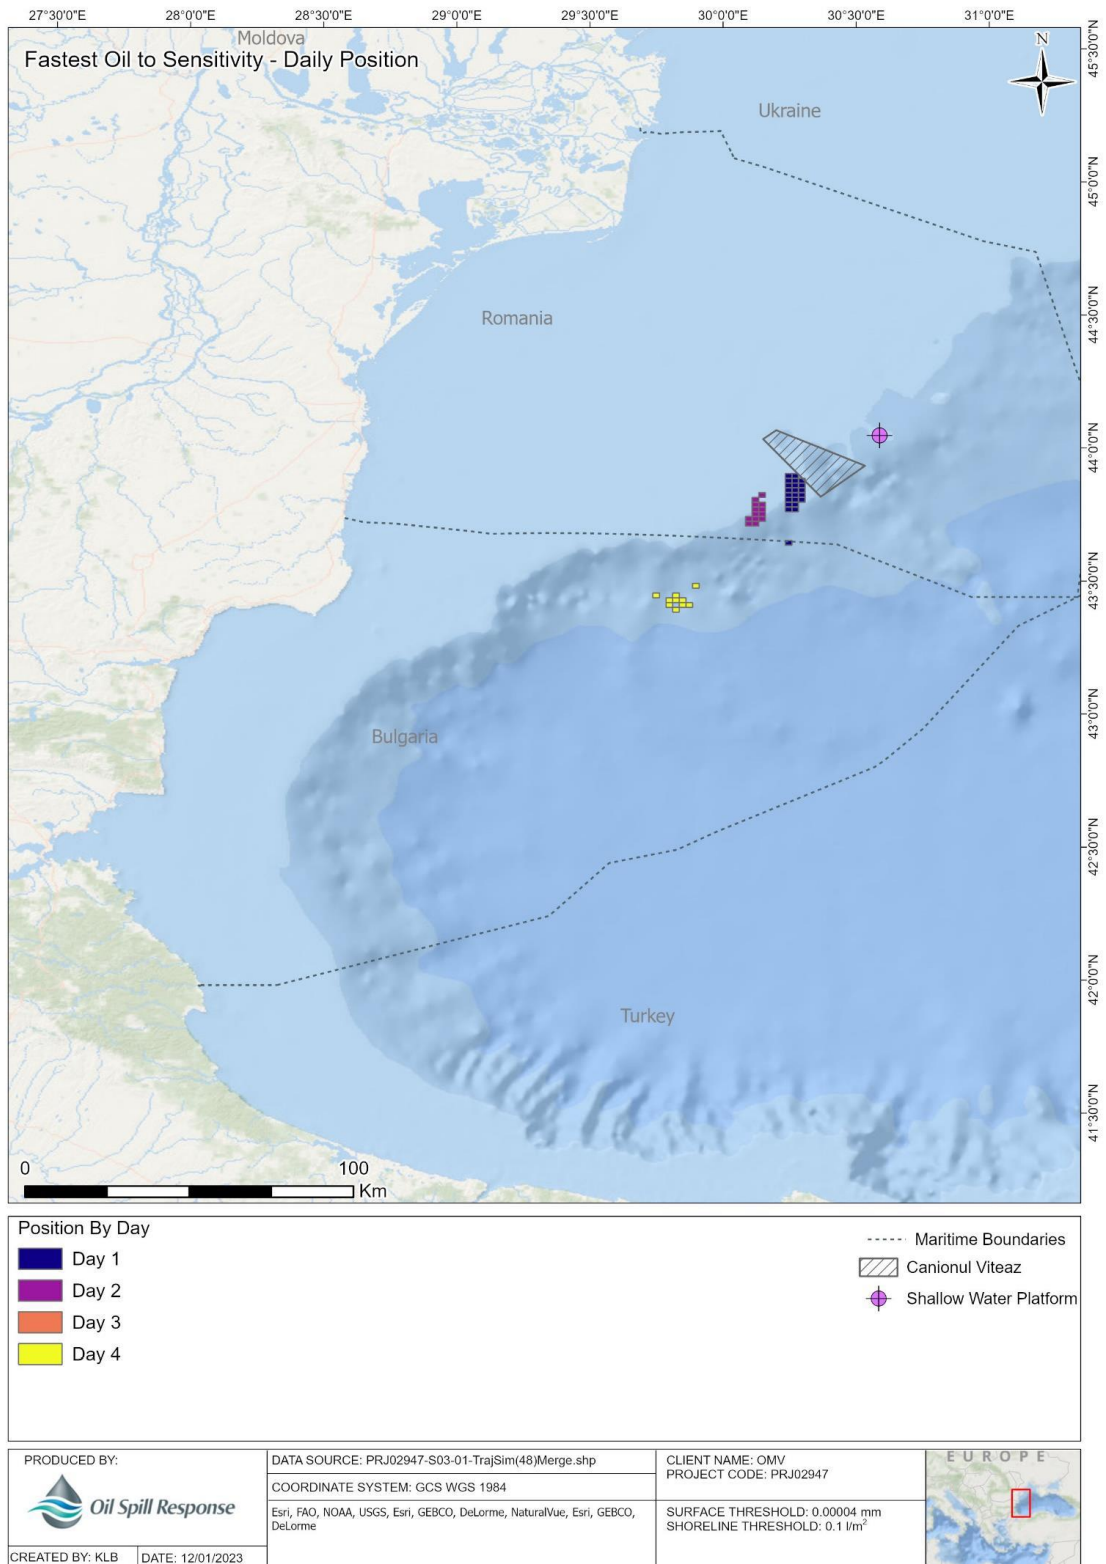 27°30'0"E 28°0'0"E 28°30'0"E 29°0'0"E 29°30'0"E 30°0'0"E 30°30'0"E 31°0'0"E
Moldova
Fastest Oil to Sensitivity - Daily Position
N
45°30'0"N
Ukraine
45°0'0"N
Romania
44°30'0"N
44°0'0"N
43°30'0"N
43°0'0"N
Bulgaria
42°30'0"N
42°0'0"N
Turkey
41°30'0"N
0 100
Km
Position By Day
Day 1
Day 2
Day 3
Day 4
Maritime Boundaries
Canionul Viteaz
Shallow Water Platform
PRODUCED BY:
Oil Spill Response
CREATED BY: KLB
DATE: 12/01/2023
DATA SOURCE: PRJ02947-S03-01-TrajSim(48)Merge.shp
COORDINATE SYSTEM: GCS WGS 1984
Esri, FAO, NOAA, USGS, Esri, GEBCO, DeLorme, NaturalVue, Esri, GEBCO,
DeLorme
CLIENT NAME: OMV
PROJECT CODE: PRJ02947
SURFACE THRESHOLD: 0.00004 mm
SHORELINE THRESHOLD: 0.1 l/m²
EUROPE